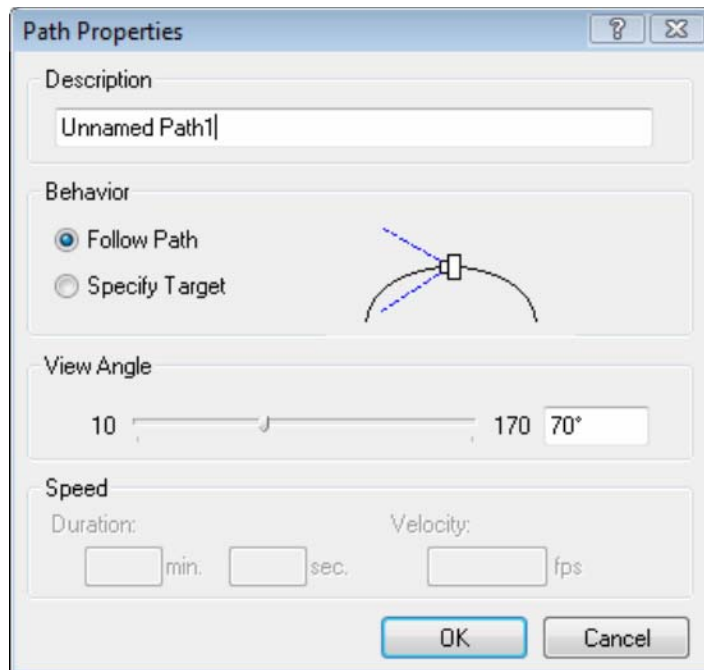 Path Properties
Description
Unnamed Path1
Behavior
Follow Path
Specify Target
View Angle
10 170 70°
Speed
Duration: Velocity:
min. sec. fps
OK Cancel